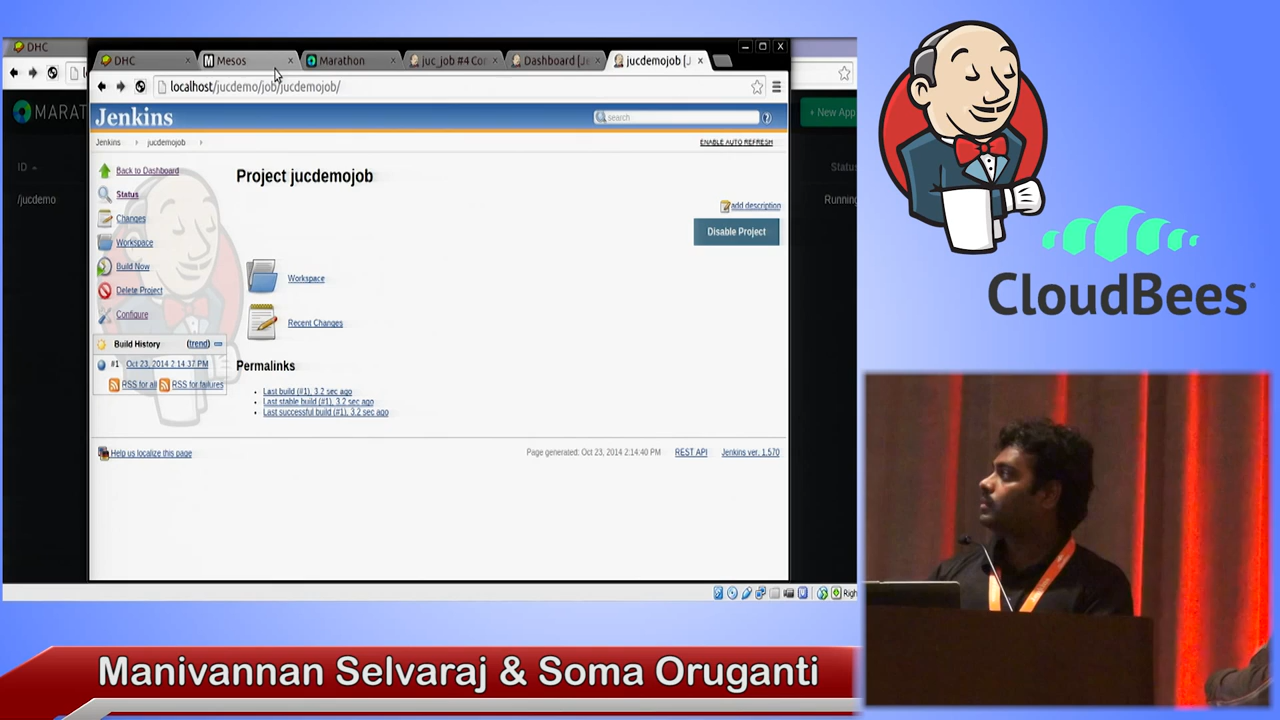 DHC
DHC
Mesos
Marathon
juc_job #4 Co
Dashboard [J
jucdemojob [J
localhost/jucdemo/job/jucdemojob/
MARAT
+ New App
Jenkins
search
Jenkins
jucdemojob
ENABLE AUTO REFRESH
ID
Status
/jucdemo
Running
Back to Dashboard
Status
Changes
Workspace
Build Now
Delete Project
Configure
Project jucdemojob
add description
Disable Project
Workspace
Recent Changes
Build History
(trend)
#1 Oct 23, 2014 2:14:37 PM
RSS for all
RSS for failures
Permalinks
Last build (#1), 3.2 sec ago
Last stable build (#1), 3.2 sec ago
Last successful build (#1), 3.2 sec ago
Help us localize this page
Page generated: Oct 23, 2014 2:14:40 PM
REST API
Jenkins ver. 1.570
Righ
CloudBees
Manivannan Selvaraj & Soma Oruganti